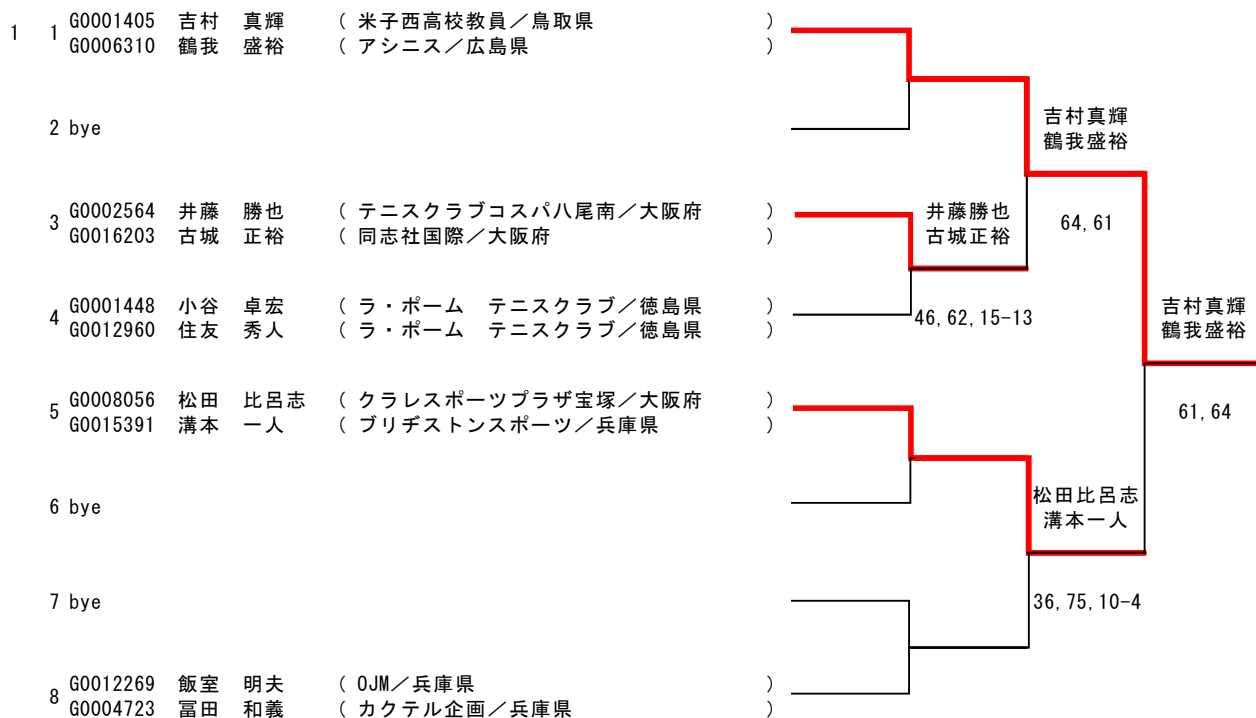 1 1 G0001405 吉村 真輝 ( 米子西高校教員／鳥取県 )
G0006310 鶴我 盛裕 ( アシニス／広島県 )
吉村真輝
鶴我盛裕
2 bye
3 G0002564 井藤 勝也 ( テニスクラブコスパ八尾南／大阪府 )
G0016203 古城 正裕 ( 同志社国際／大阪府 )
井藤勝也
古城正裕
64,61
4 G0001448 小谷 卓宏 ( ラ・ポーム テニスクラブ／徳島県 )
G0012960 住友 秀人 ( ラ・ポーム テニスクラブ／徳島県 )
46,62,15-13
吉村真輝
鶴我盛裕
5 G0008056 松田 比呂志 ( クラレスポーツプラザ宝塚／大阪府 )
G0015391 溝本 一人 ( ブリヂストンスポーツ／兵庫県 )
61,64
6 bye
松田比呂志
溝本一人
7 bye
36,75,10-4
8 G0012269 飯室 明夫 ( OJM／兵庫県 )
G0004723 冨田 和義 ( カクテル企画／兵庫県 )